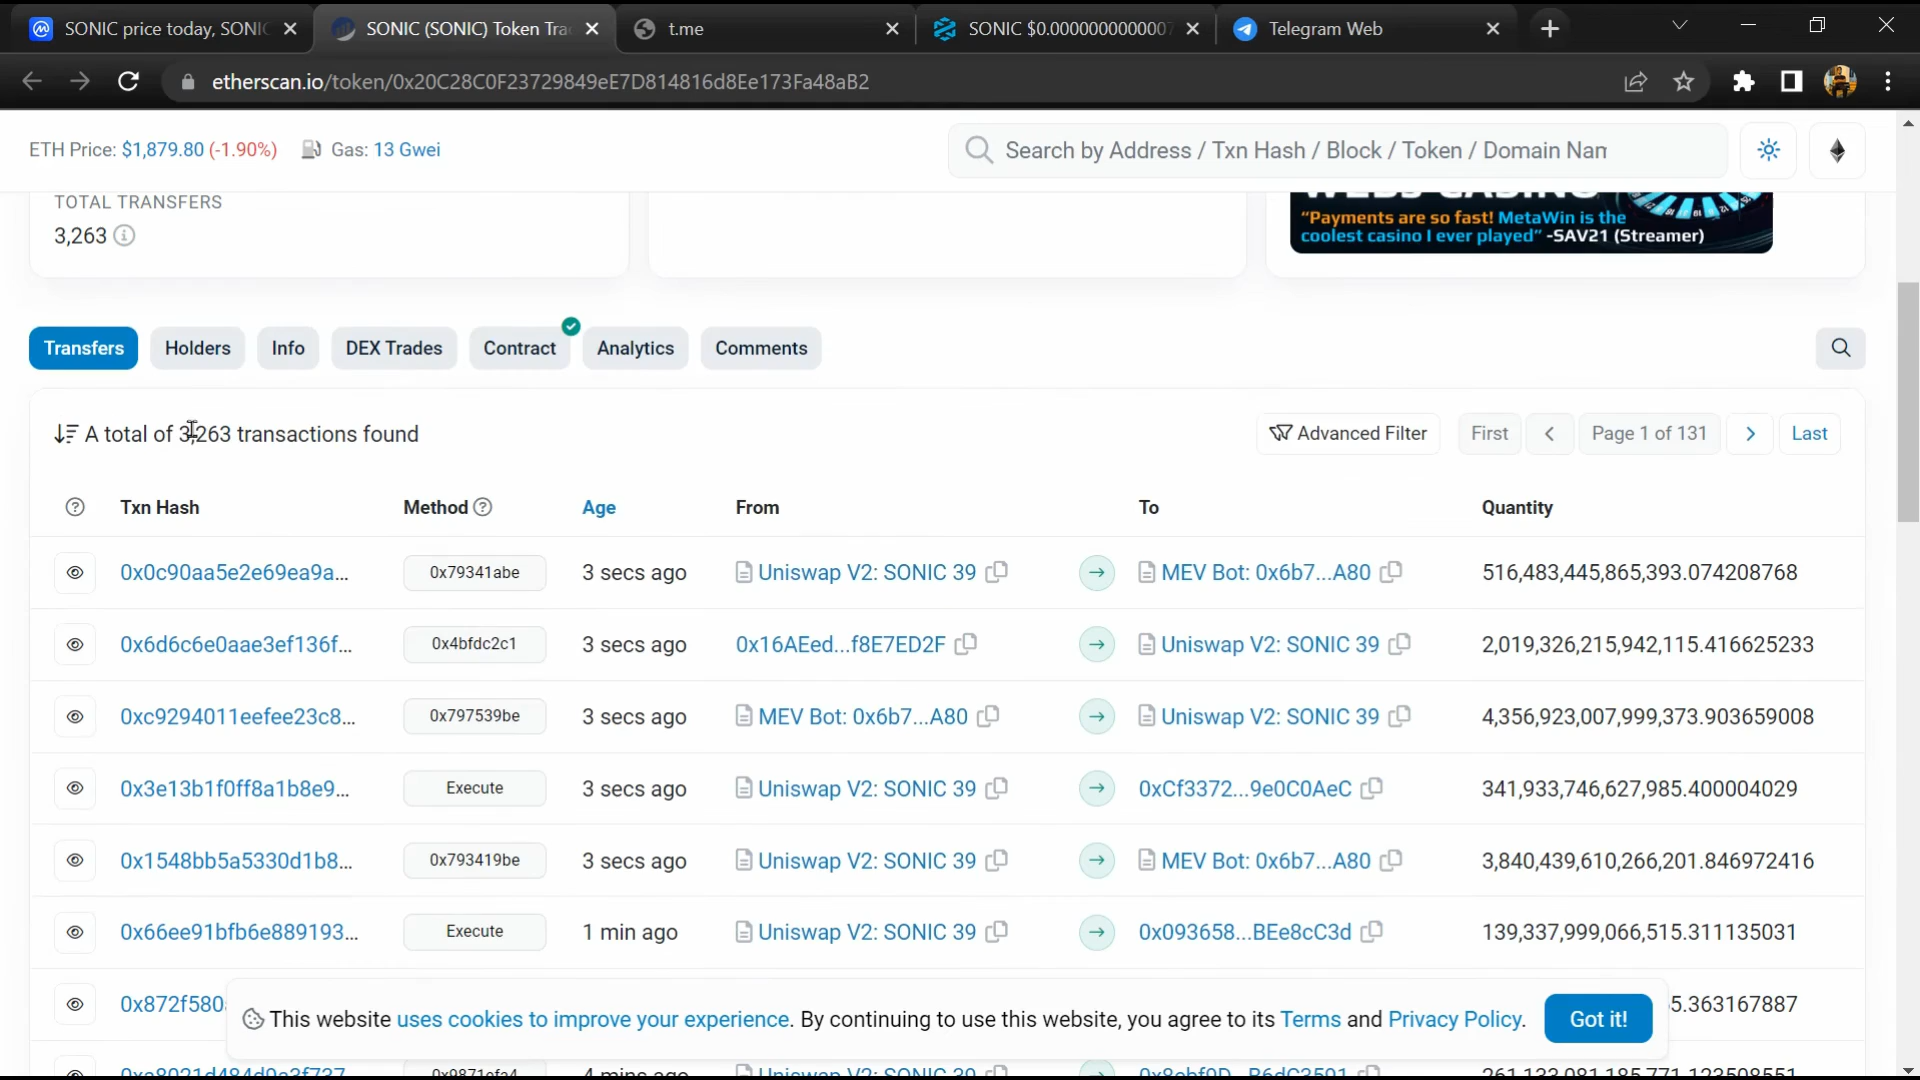 SONIC price today, SONIC
SONIC (SONIC) Token Tra
t.me
SONIC $0.0000000000007
Telegram Web
etherscan.io/token/0x20C28C0F23729849eE7D814816d8Ee173Fa48aB2
ETH Price: $1,879.80 (-1.90%) Gas: 13 Gwei
Search by Address / Txn Hash / Block / Token / Domain Nam
TOTAL TRANSFERS
3,263
WEB3 CASINO
“Payments are so fast! MetaWin is the
coolest casino I ever played” -SAV21 (Streamer)
Transfers Holders Info DEX Trades Contract Analytics Comments
A total of 3,263 transactions found
Advanced Filter First Page 1 of 131 Last
Txn Hash Method Age From To Quantity
0x0c90aa5e2e69ea9a... 0x79341abe 3 secs ago Uniswap V2: SONIC 39 MEV Bot: 0x6b7...A80 516,483,445,865,393.074208768
0x6d6c6e0aae3ef136f... 0x4bfdc2c1 3 secs ago 0x16AEed...f8E7ED2F Uniswap V2: SONIC 39 2,019,326,215,942,115.416625233
0xc9294011eefee23c8... 0x797539be 3 secs ago MEV Bot: 0x6b7...A80 Uniswap V2: SONIC 39 4,356,923,007,999,373.903659008
0x3e13b1f0ff8a1b8e9... Execute 3 secs ago Uniswap V2: SONIC 39 0xCf3372...9e0C0AeC 341,933,746,627,985.400004029
0x1548bb5a5330d1b8... 0x793419be 3 secs ago Uniswap V2: SONIC 39 MEV Bot: 0x6b7...A80 3,840,439,610,266,201.846972416
0x66ee91bfb6e889193... Execute 1 min ago Uniswap V2: SONIC 39 0x093658...BEe8cC3d 139,337,999,066,515.311135031
0x872f580 5.363167887
This website uses cookies to improve your experience. By continuing to use this website, you agree to its Terms and Privacy Policy. Got it!
4 mins ago Uniswap V2: SONIC 39